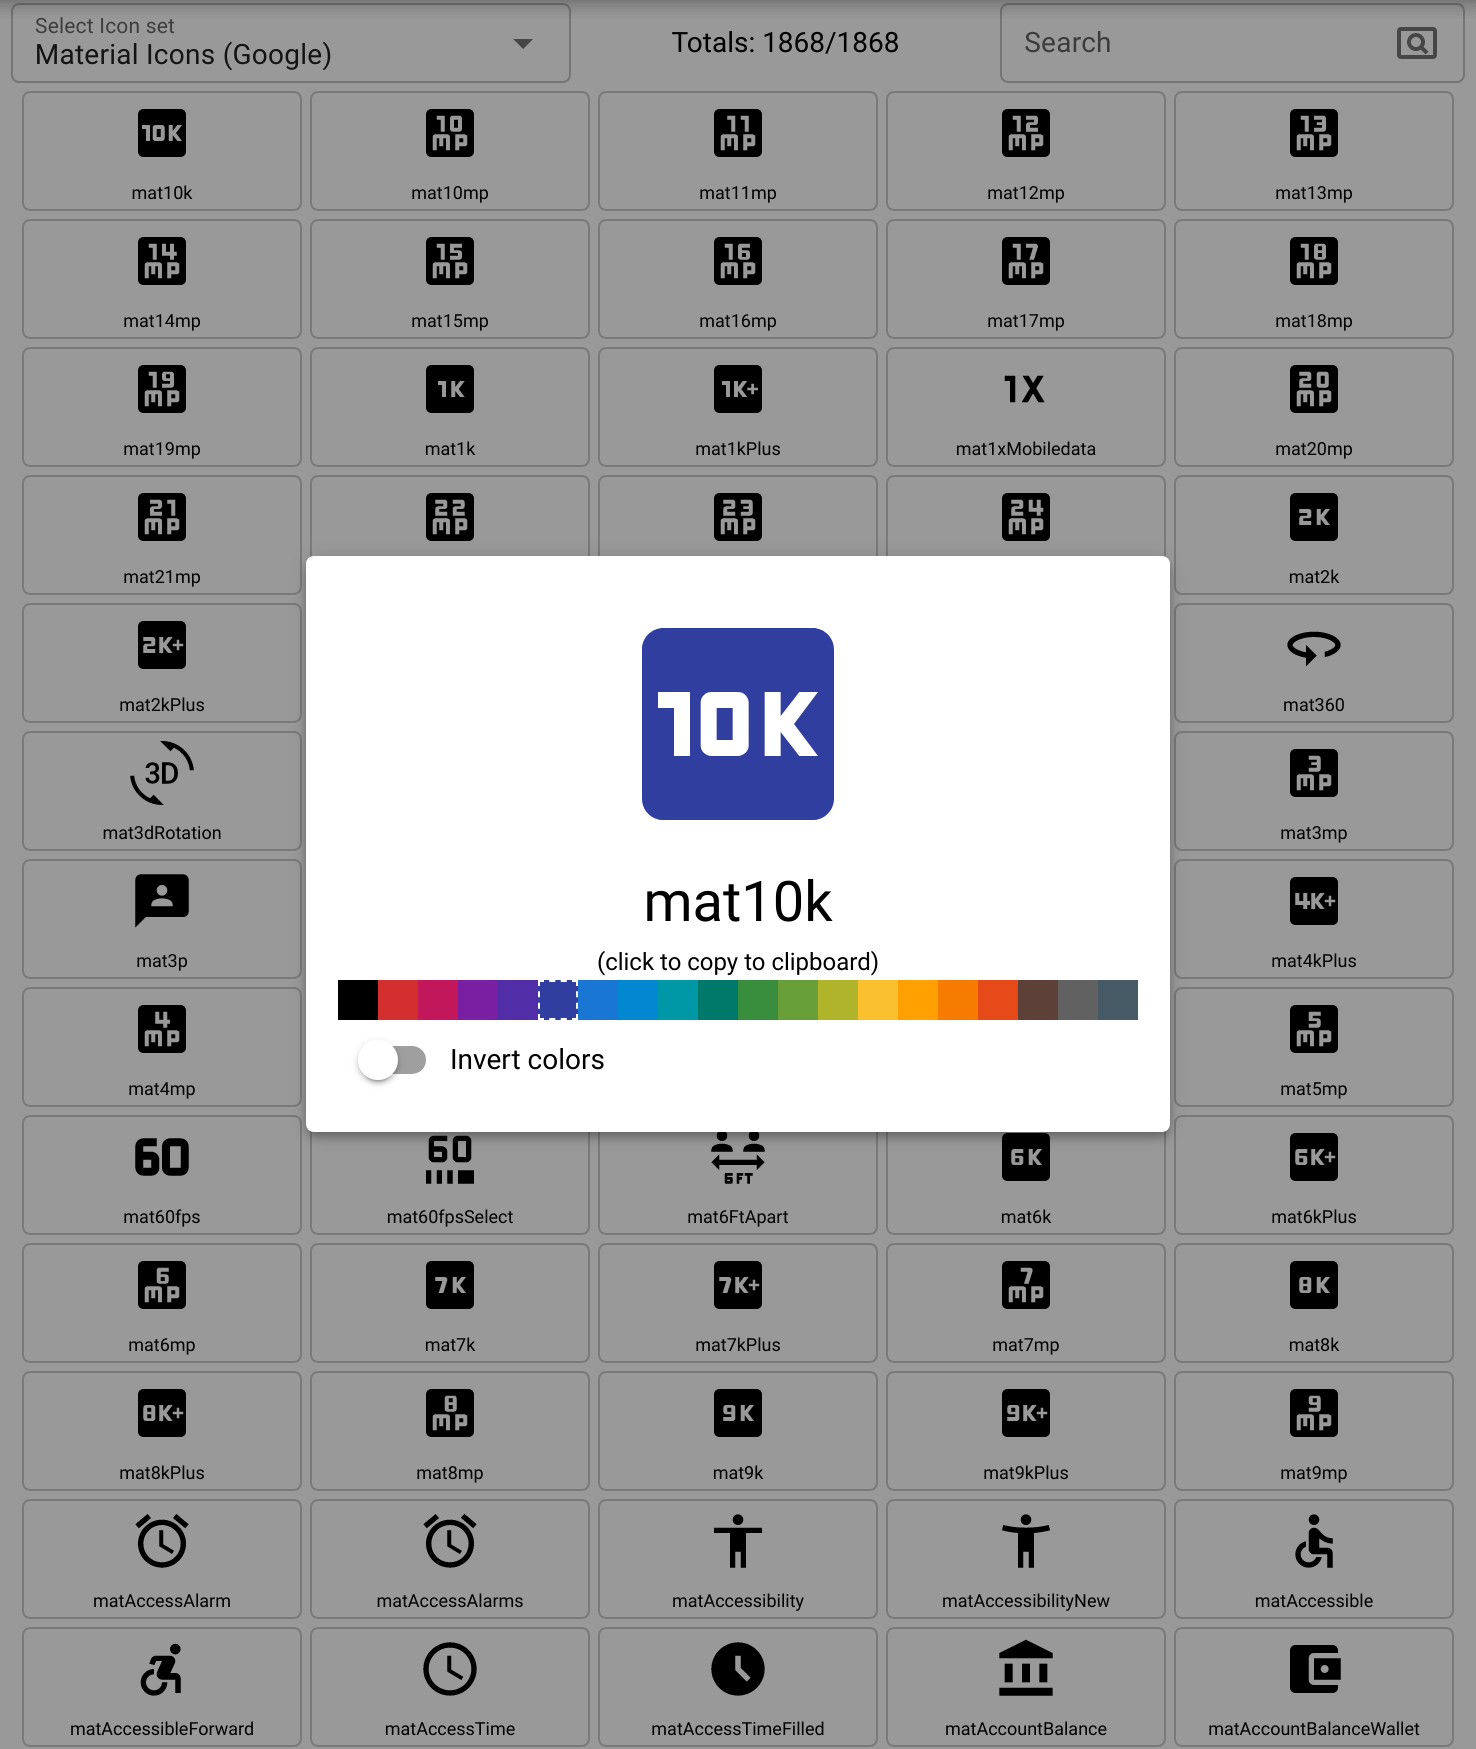 Select Icon set
Material Icons (Google)
Totals: 1868/1868
Search
10K
10 MP
11 MP
12 MP
13 MP
mat10k
mat10mp
mat11mp
mat12mp
mat13mp
14 MP
15 MP
16 MP
17 MP
18 MP
mat14mp
mat15mp
mat16mp
mat17mp
mat18mp
19 MP
1K
1K+
1X
20 MP
mat19mp
mat1k
mat1kPlus
mat1xMobiledata
mat20mp
21 MP
22 MP
23 MP
24 MP
2K
mat21mp
mat2k
2K+
mat2kPlus
mat360
3D
3 MP
mat3dRotation
mat3mp
4K+
mat3p
mat4kPlus
4 MP
5 MP
mat4mp
mat5mp
10K
mat10k
(click to copy to clipboard)
Invert colors
60
60
6FT
6K
6K+
mat60fps
mat60fpsSelect
mat6FtApart
mat6k
mat6kPlus
6 MP
7K
7K+
7 MP
8K
mat6mp
mat7k
mat7kPlus
mat7mp
mat8k
8K+
8 MP
9K
9K+
9 MP
mat8kPlus
mat8mp
mat9k
mat9kPlus
mat9mp
matAccessAlarm
matAccessAlarms
matAccessibility
matAccessibilityNew
matAccessible
matAccessibleForward
matAccessTime
matAccessTimeFilled
matAccountBalance
matAccountBalanceWallet